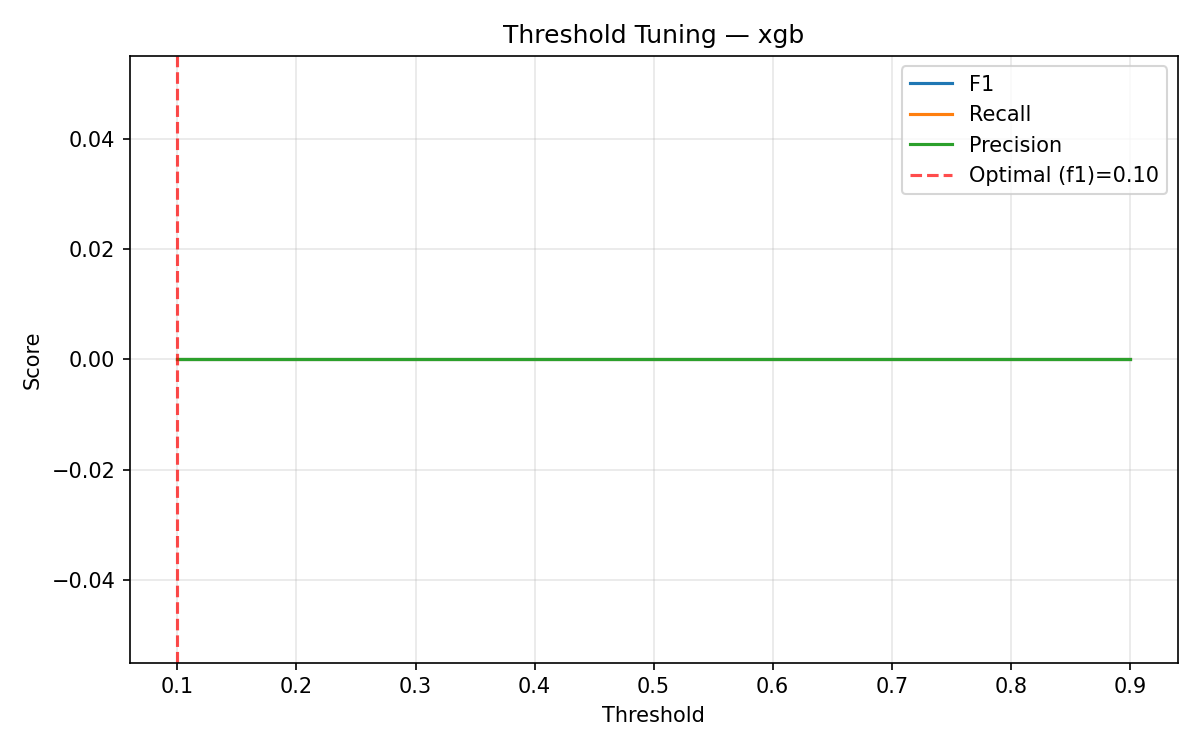 Threshold Tuning — xgb
F1
Recall
Precision
Optimal (f1)=0.10
0.04
0.02
0.00
−0.02
−0.04
Score
0.1 0.2 0.3 0.4 0.5 0.6 0.7 0.8 0.9
Threshold